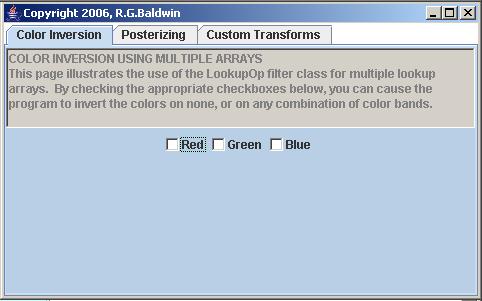 Copyright 2006, R.G.Baldwin
Color Inversion Posterizing Custom Transforms
COLOR INVERSION USING MULTIPLE ARRAYS
This page illustrates the use of the LookupOp filter class for multiple lookup
arrays.  By checking the appropriate checkboxes below, you can cause the
program to invert the colors on none, or on any combination of color bands.
Red Green Blue